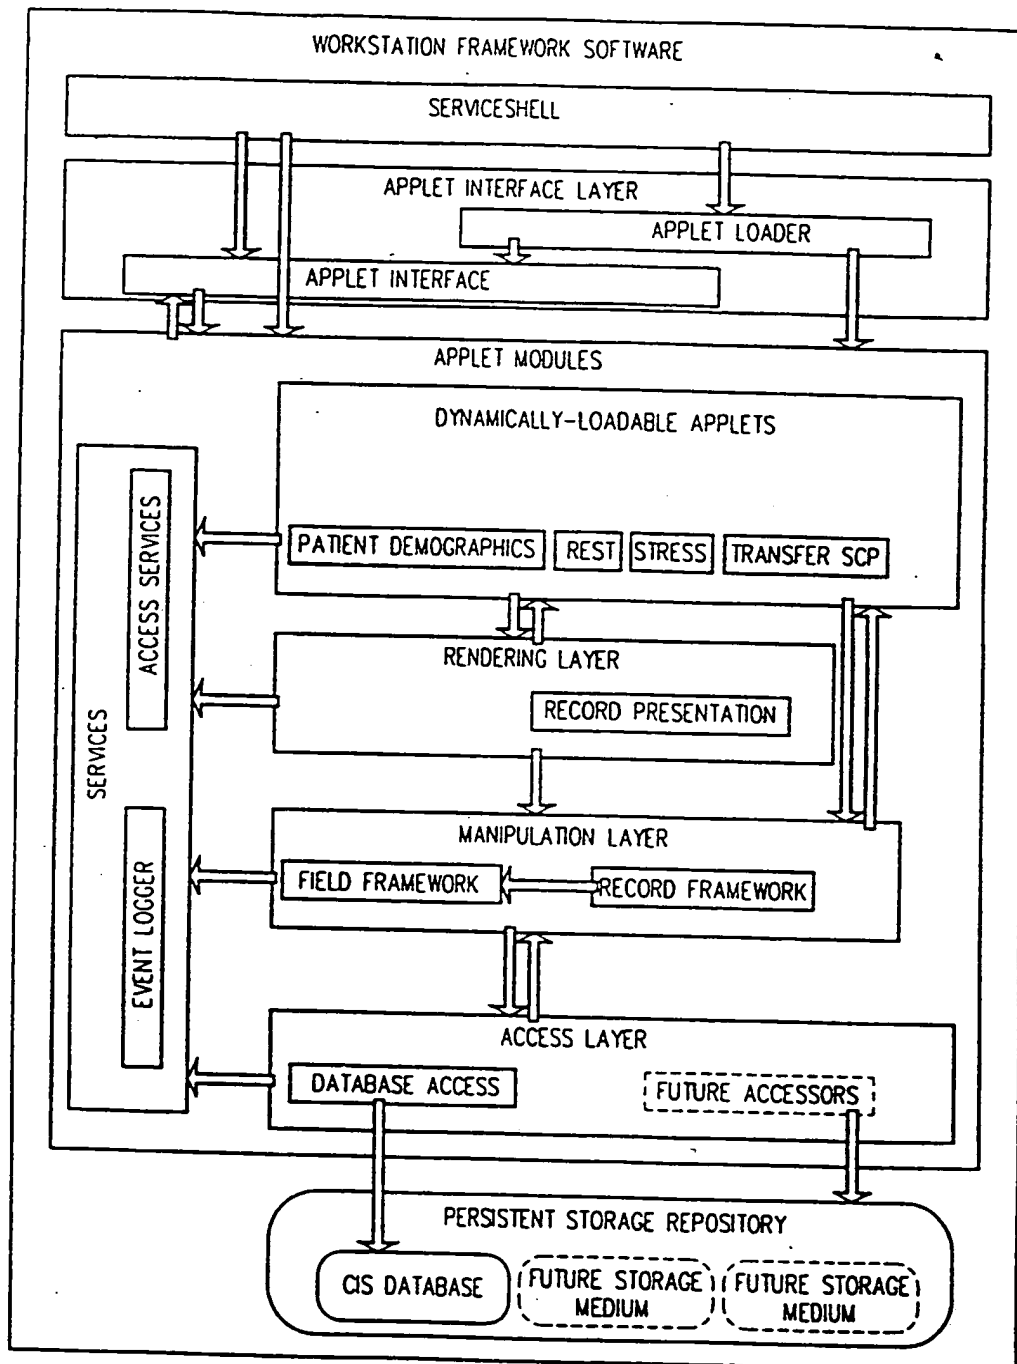 WORKSTATION FRAMEWORK SOFTWARE
SERVICESHELL
APPLET INTERFACE LAYER
APPLET LOADER
APPLET INTERFACE
APPLET MODULES
DYNAMICALLY-LOADABLE APPLETS
PATIENT DEMOGRAPHICS
REST
STRESS
TRANSFER SCP
SERVICES
ACCESS SERVICES
EVENT LOGGER
RENDERING LAYER
RECORD PRESENTATION
MANIPULATION LAYER
FIELD FRAMEWORK
RECORD FRAMEWORK
ACCESS LAYER
DATABASE ACCESS
FUTURE ACCESSORS
PERSISTENT STORAGE REPOSITORY
CIS DATABASE
FUTURE STORAGE
MEDIUM
FUTURE STORAGE
MEDIUM